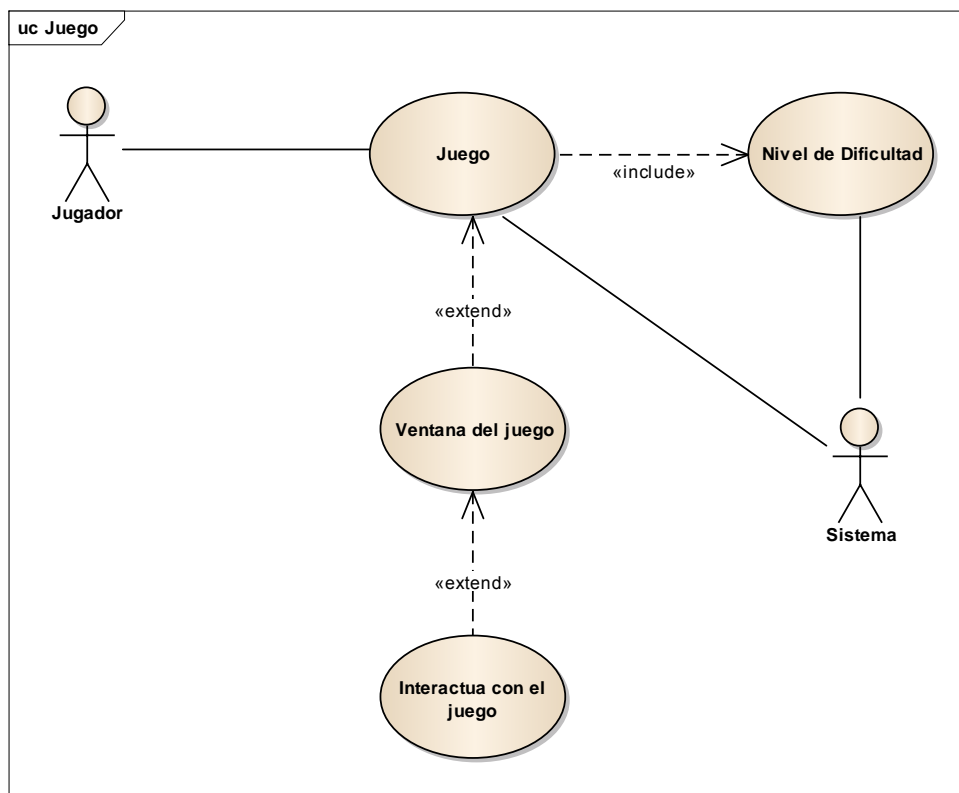 uc Juego
Jugador
Juego
«include»
Nivel de Dificultad
«extend»
Ventana del juego
Sistema
«extend»
Interactua con el
juego